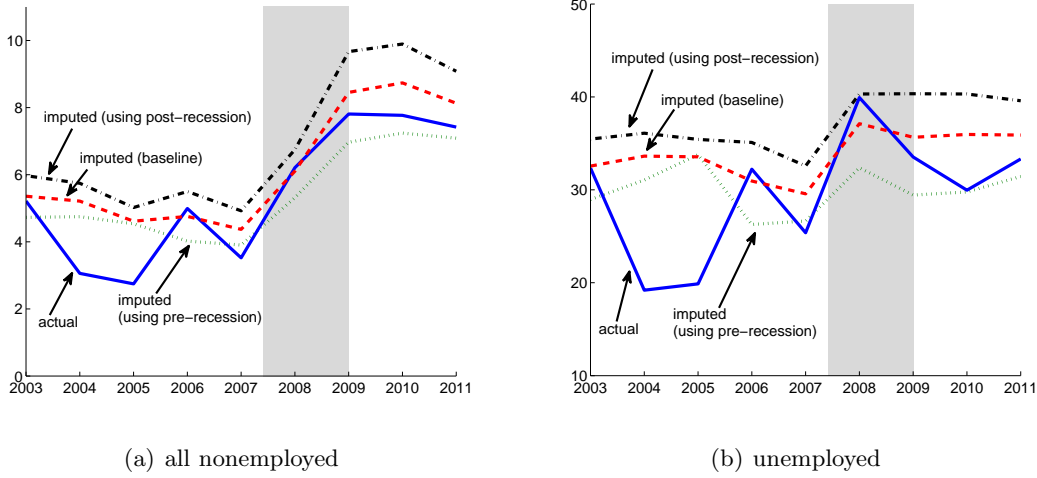 10
8
6
4
2
0
imputed (using post−recession)
imputed (baseline)
actual
imputed
(using pre−recession)
2003 2004 2005 2006 2007 2008 2009 2010 2011
(a) all nonemployed
50
40
30
20
10
imputed (using post−recession)
imputed (baseline)
actual
imputed
(using pre−recession)
2003 2004 2005 2006 2007 2008 2009 2010 2011
(b) unemployed